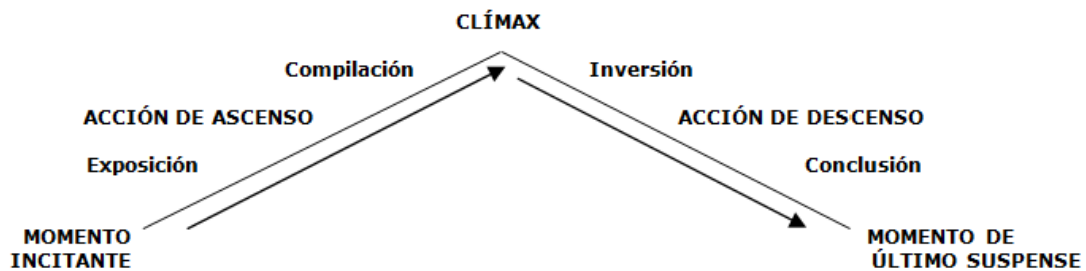 CLÍMAX
Compilación
Inversión
ACCIÓN DE ASCENSO
ACCIÓN DE DESCENSO
Exposición
Conclusión
MOMENTO
INCITANTE
MOMENTO DE
ÚLTIMO SUSPENSE